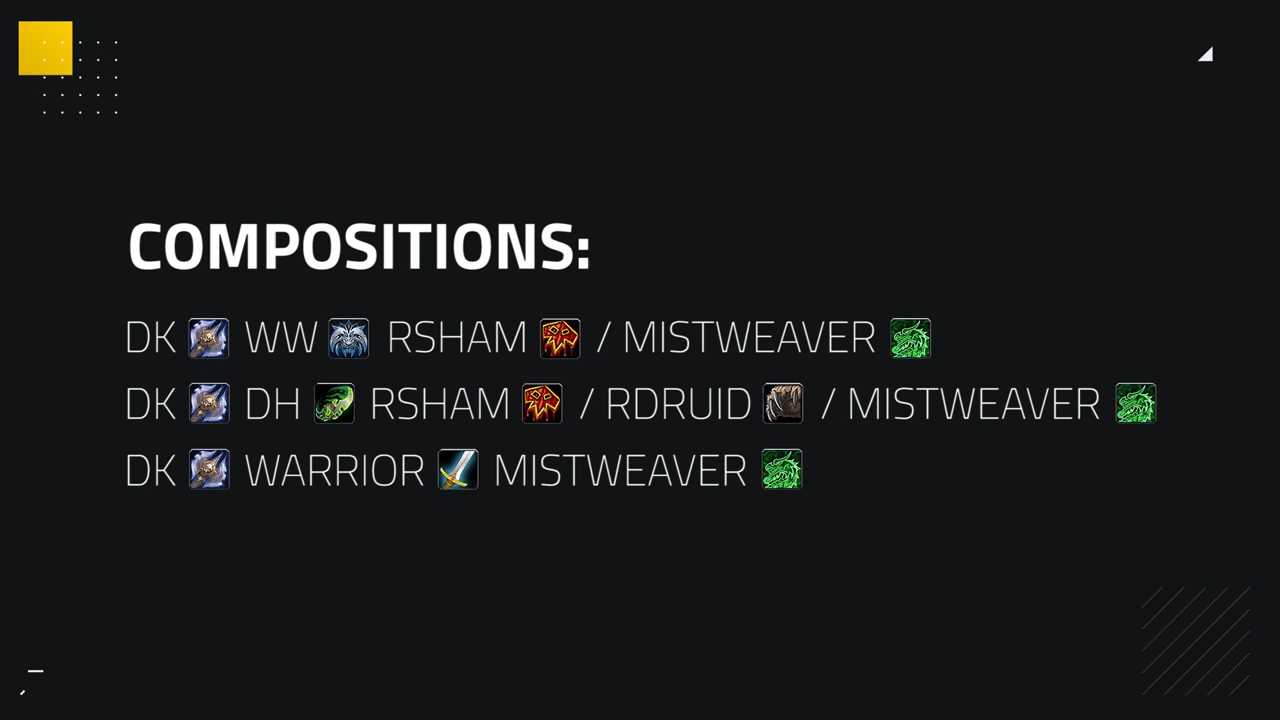 COMPOSITIONS:
DK WW RSHAM / MISTWEAVER
DK DH RSHAM / RDRUID / MISTWEAVER
DK WARRIOR MISTWEAVER